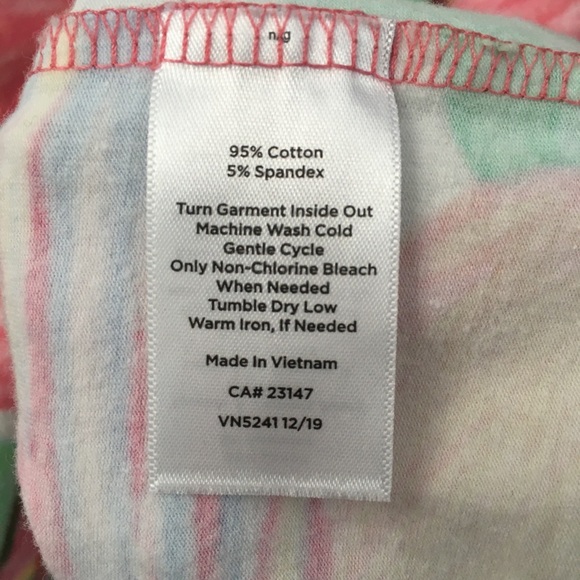 95% Cotton
5% Spandex
Turn Garment Inside Out
Machine Wash Cold
Gentle Cycle
Only Non-Chlorine Bleach
When Needed
Tumble Dry Low
Warm Iron, If Needed
Made In Vietnam
CA# 23147
VN5241 12/19